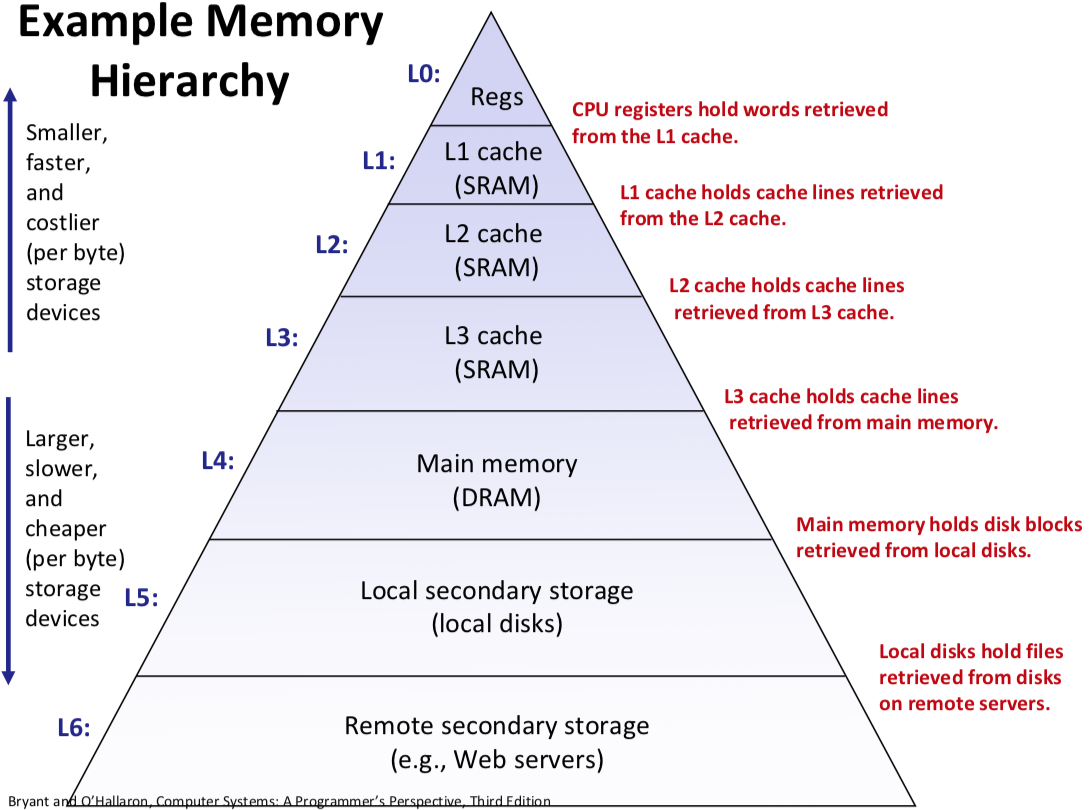 Example Memory
Hierarchy
L0:
Regs
CPU registers hold words retrieved
from the L1 cache.
L1:
L1 cache
(SRAM)
L1 cache holds cache lines retrieved
from the L2 cache.
L2:
L2 cache
(SRAM)
L2 cache holds cache lines
retrieved from L3 cache.
L3:
L3 cache
(SRAM)
L3 cache holds cache lines
retrieved from main memory.
L4:
Main memory
(DRAM)
Main memory holds disk blocks
retrieved from local disks.
L5:
Local secondary storage
(local disks)
Local disks hold files
retrieved from disks
on remote servers.
L6:
Remote secondary storage
(e.g., Web servers)
Smaller,
faster,
and
costlier
(per byte)
storage
devices
Larger,
slower,
and
cheaper
(per byte)
storage
devices
Bryant and O'Hallaron, Computer Systems: A Programmer's Perspective, Third Edition